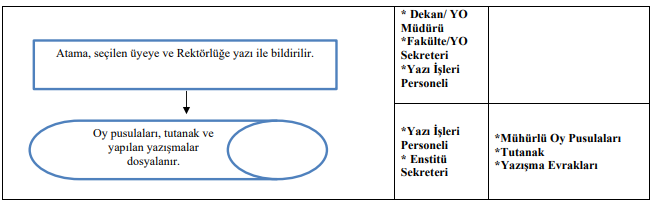 Atama, seçilen üyeye ve Rektörlüğe yazı ile bildirilir.
* Dekan/ YO
Müdürü
*Fakülte/YO
Sekreteri
*Yazı İşleri
Personeli
Oy pusulaları, tutanak ve
yapılan yazışmalar
dosyalanır.
*Yazı İşleri
Personeli
* Enstitü
Sekreteri
*Mühürlü Oy Pusulaları
*Tutanak
*Yazışma Evrakları